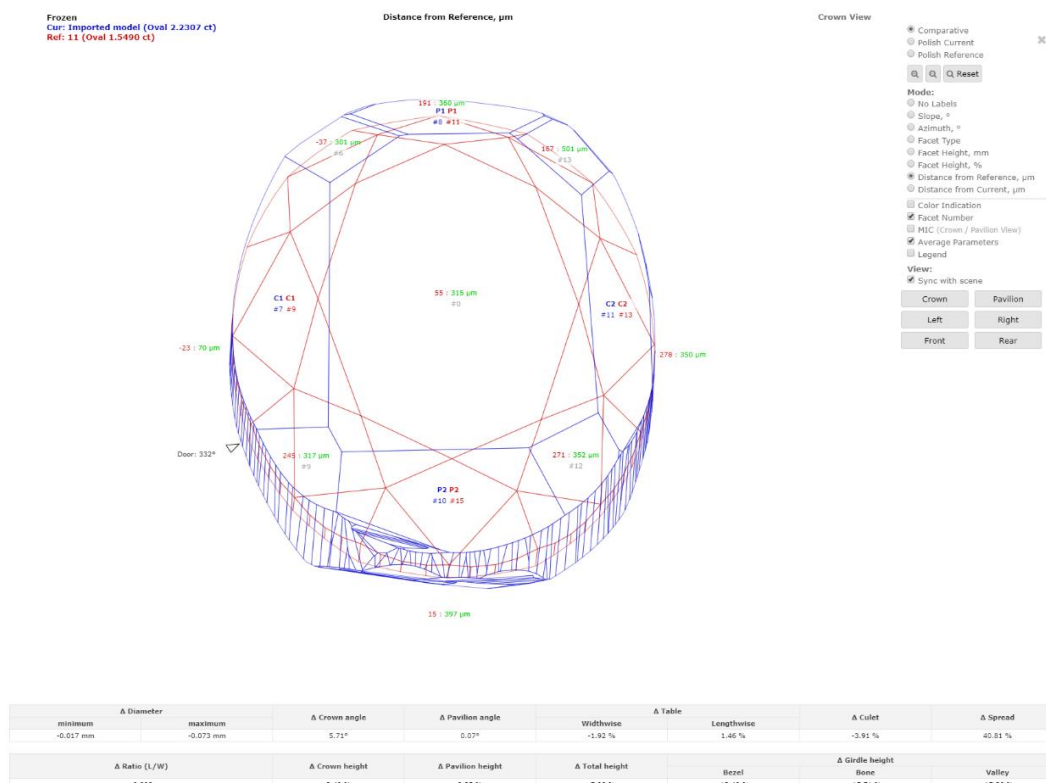 Frozen
Cur: Imported model (Oval 2.2307 ct)
Ref: 11 (Oval 1.5490 ct)
Distance from Reference, µm
Crown View
Comparative
Polish Current
Polish Reference
Reset
Mode:
No Labels
Slope, °
Azimuth, °
Facet Type
Facet Height, mm
Facet Height, %
Distance from Reference, µm
Distance from Current, µm
Color Indication
Facet Number
MIC (Crown / Pavilion View)
Average Parameters
Legend
View:
Sync with scene
Crown Pavilion
Left Right
Front Rear
191 : 360 µm
P1 P1
#8 #11
-37 : 301 µm
#6
167 : 501 µm
#13
55 : 315 µm
#0
C1 C1
#7 #9
C2 C2
#11 #13
-23 : 70 µm
278 : 350 µm
Door: 332°
245 : 317 µm
#9
271 : 352 µm
#12
P2 P2
#10 #15
15 : 397 µm
Δ Diameter Δ Crown angle Δ Pavilion angle Δ Table Δ Culet Δ Spread
minimum maximum Widthwise Lengthwise
-0.017 mm -0.073 mm 5.71° 0.07° -1.92 % 1.46 % -3.91 % 40.81 %
Δ Ratio (L/W) Δ Crown height Δ Pavilion height Δ Total height Δ Girdle height
Bezel Bone Valley